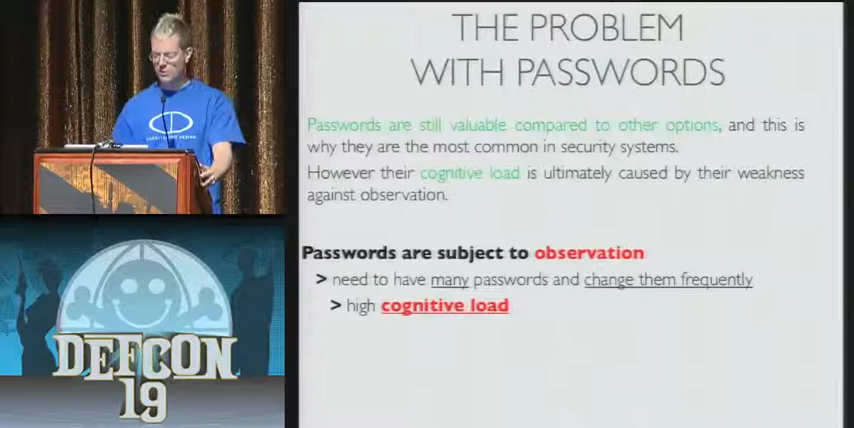 THE PROBLEM
WITH PASSWORDS
Passwords are still valuable compared to other options, and this is
why they are the most common in security systems.
However their cognitive load is ultimately caused by their weakness
against observation.
Passwords are subject to observation
> need to have many passwords and change them frequently
> high cognitive load
DEFCON
19